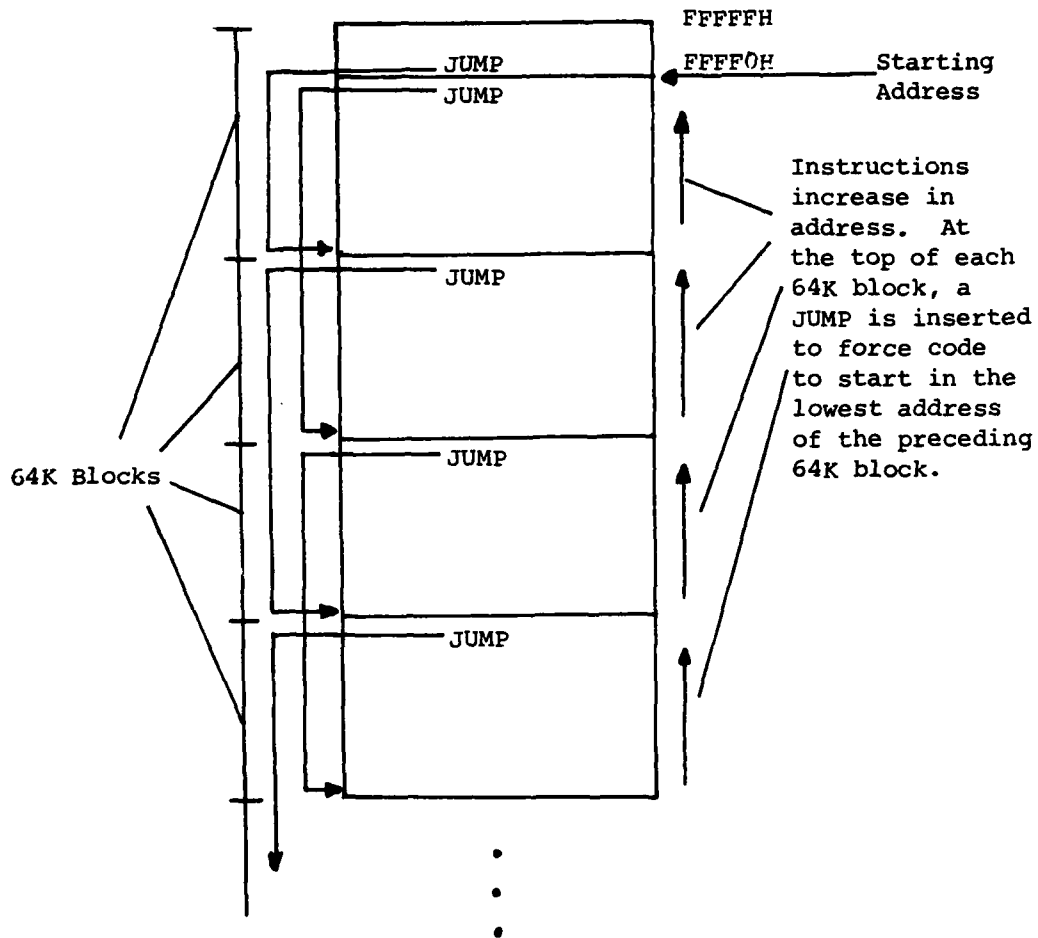 FFFFFH
JUMP
FFFF0H
Starting
Address
JUMP
Instructions
increase in
address. At
the top of each
64K block, a
JUMP is inserted
to force code
to start in the
lowest address
of the preceding
64K block.
JUMP
JUMP
64K Blocks
JUMP